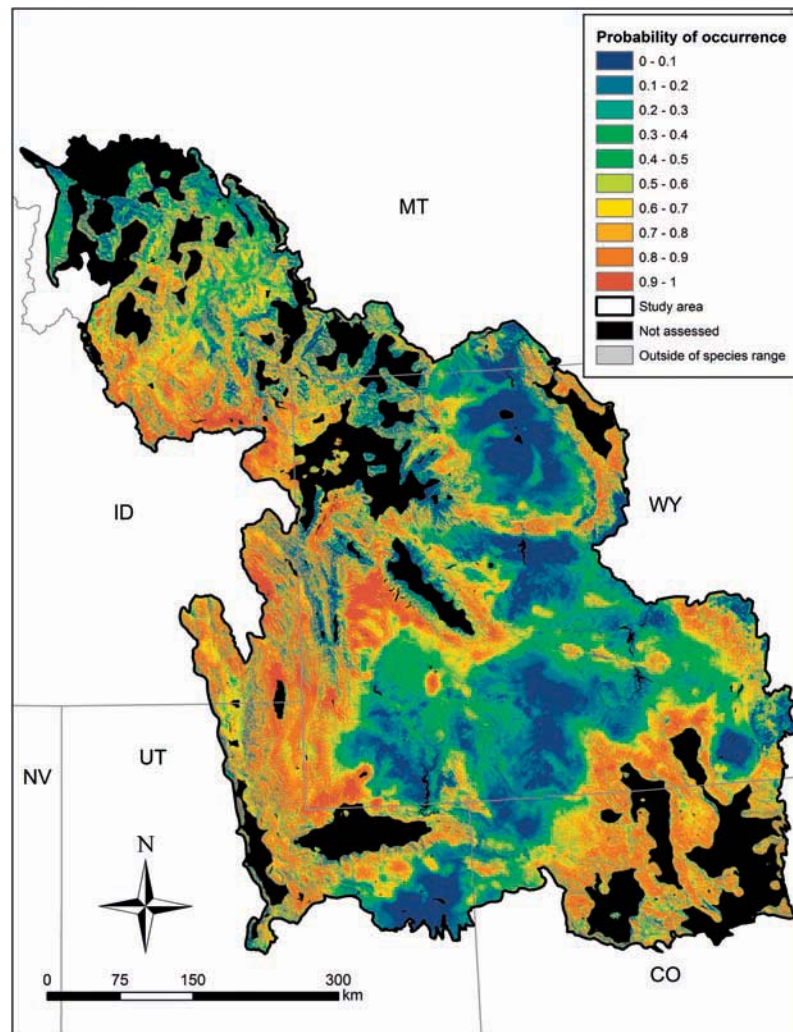 Probability of occurrence
0 - 0.1
0.1 - 0.2
0.2 - 0.3
0.3 - 0.4
0.4 - 0.5
0.5 - 0.6
0.6 - 0.7
0.7 - 0.8
0.8 - 0.9
0.9 - 1
Study area
Not assessed
Outside of species range
MT
ID
WY
UT
NV
N
CO
0 75 150 300
km